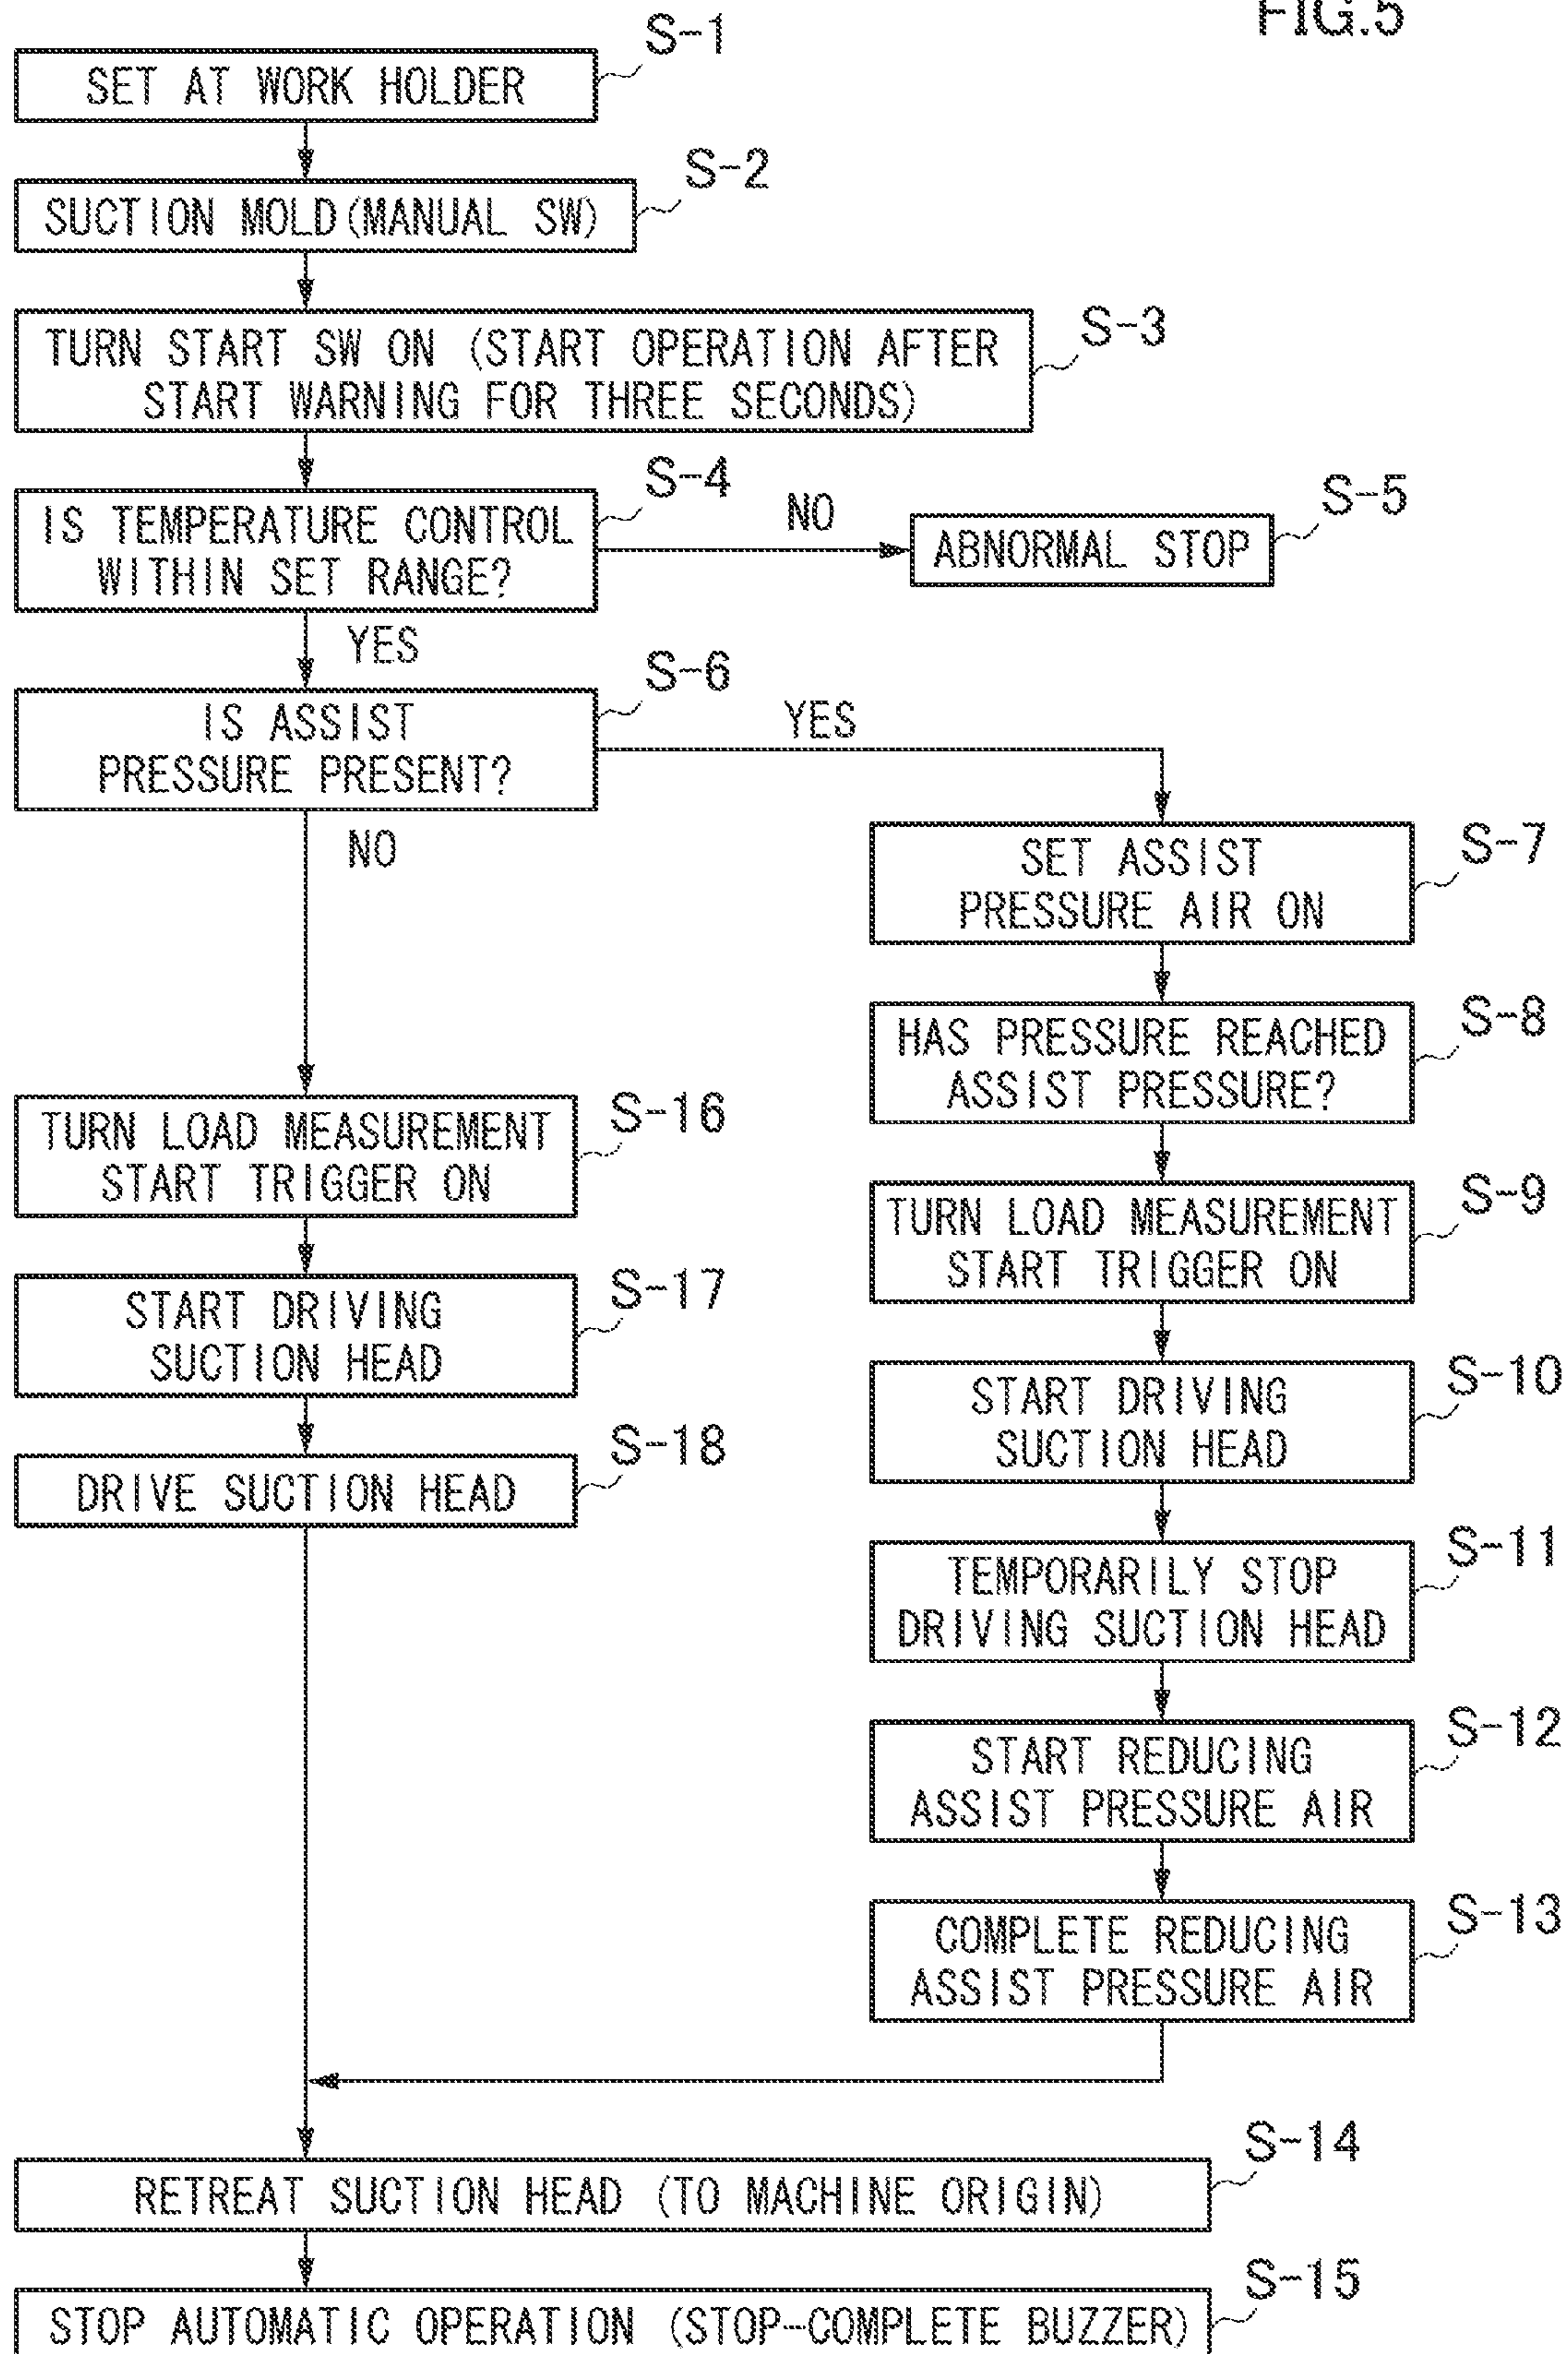 FIG.5
S-1
SET AT WORK HOLDER
S-2
SUCTION MOLD(MANUAL SW)
S-3
TURN START SW ON (START OPERATION AFTER
START WARNING FOR THREE SECONDS)
S-4
IS TEMPERATURE CONTROL
WITHIN SET RANGE?
NO
S-5
ABNORMAL STOP
YES
S-6
IS ASSIST
PRESSURE PRESENT?
YES
NO
S-7
SET ASSIST
PRESSURE AIR ON
S-8
HAS PRESSURE REACHED
ASSIST PRESSURE?
S-16
TURN LOAD MEASUREMENT
START TRIGGER ON
S-9
TURN LOAD MEASUREMENT
START TRIGGER ON
S-17
START DRIVING
SUCTION HEAD
S-10
START DRIVING
SUCTION HEAD
S-18
DRIVE SUCTION HEAD
S-11
TEMPORARILY STOP
DRIVING SUCTION HEAD
S-12
START REDUCING
ASSIST PRESSURE AIR
S-13
COMPLETE REDUCING
ASSIST PRESSURE AIR
S-14
RETREAT SUCTION HEAD (TO MACHINE ORIGIN)
S-15
STOP AUTOMATIC OPERATION (STOP-COMPLETE BUZZER)